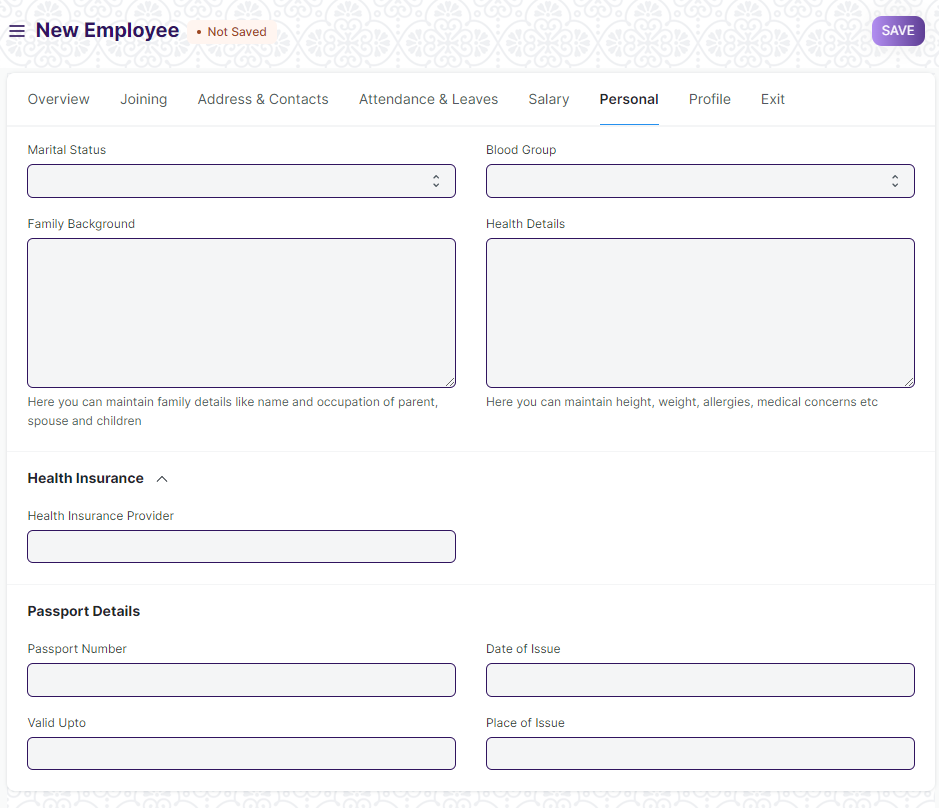 New Employee
• Not Saved
SAVE
Overview
Joining
Address & Contacts
Attendance & Leaves
Salary
Personal
Profile
Exit
Marital Status
Blood Group
Family Background
Health Details
Here you can maintain family details like name and occupation of parent,
spouse and children
Here you can maintain height, weight, allergies, medical concerns etc
Health Insurance
Health Insurance Provider
Passport Details
Passport Number
Date of Issue
Valid Upto
Place of Issue